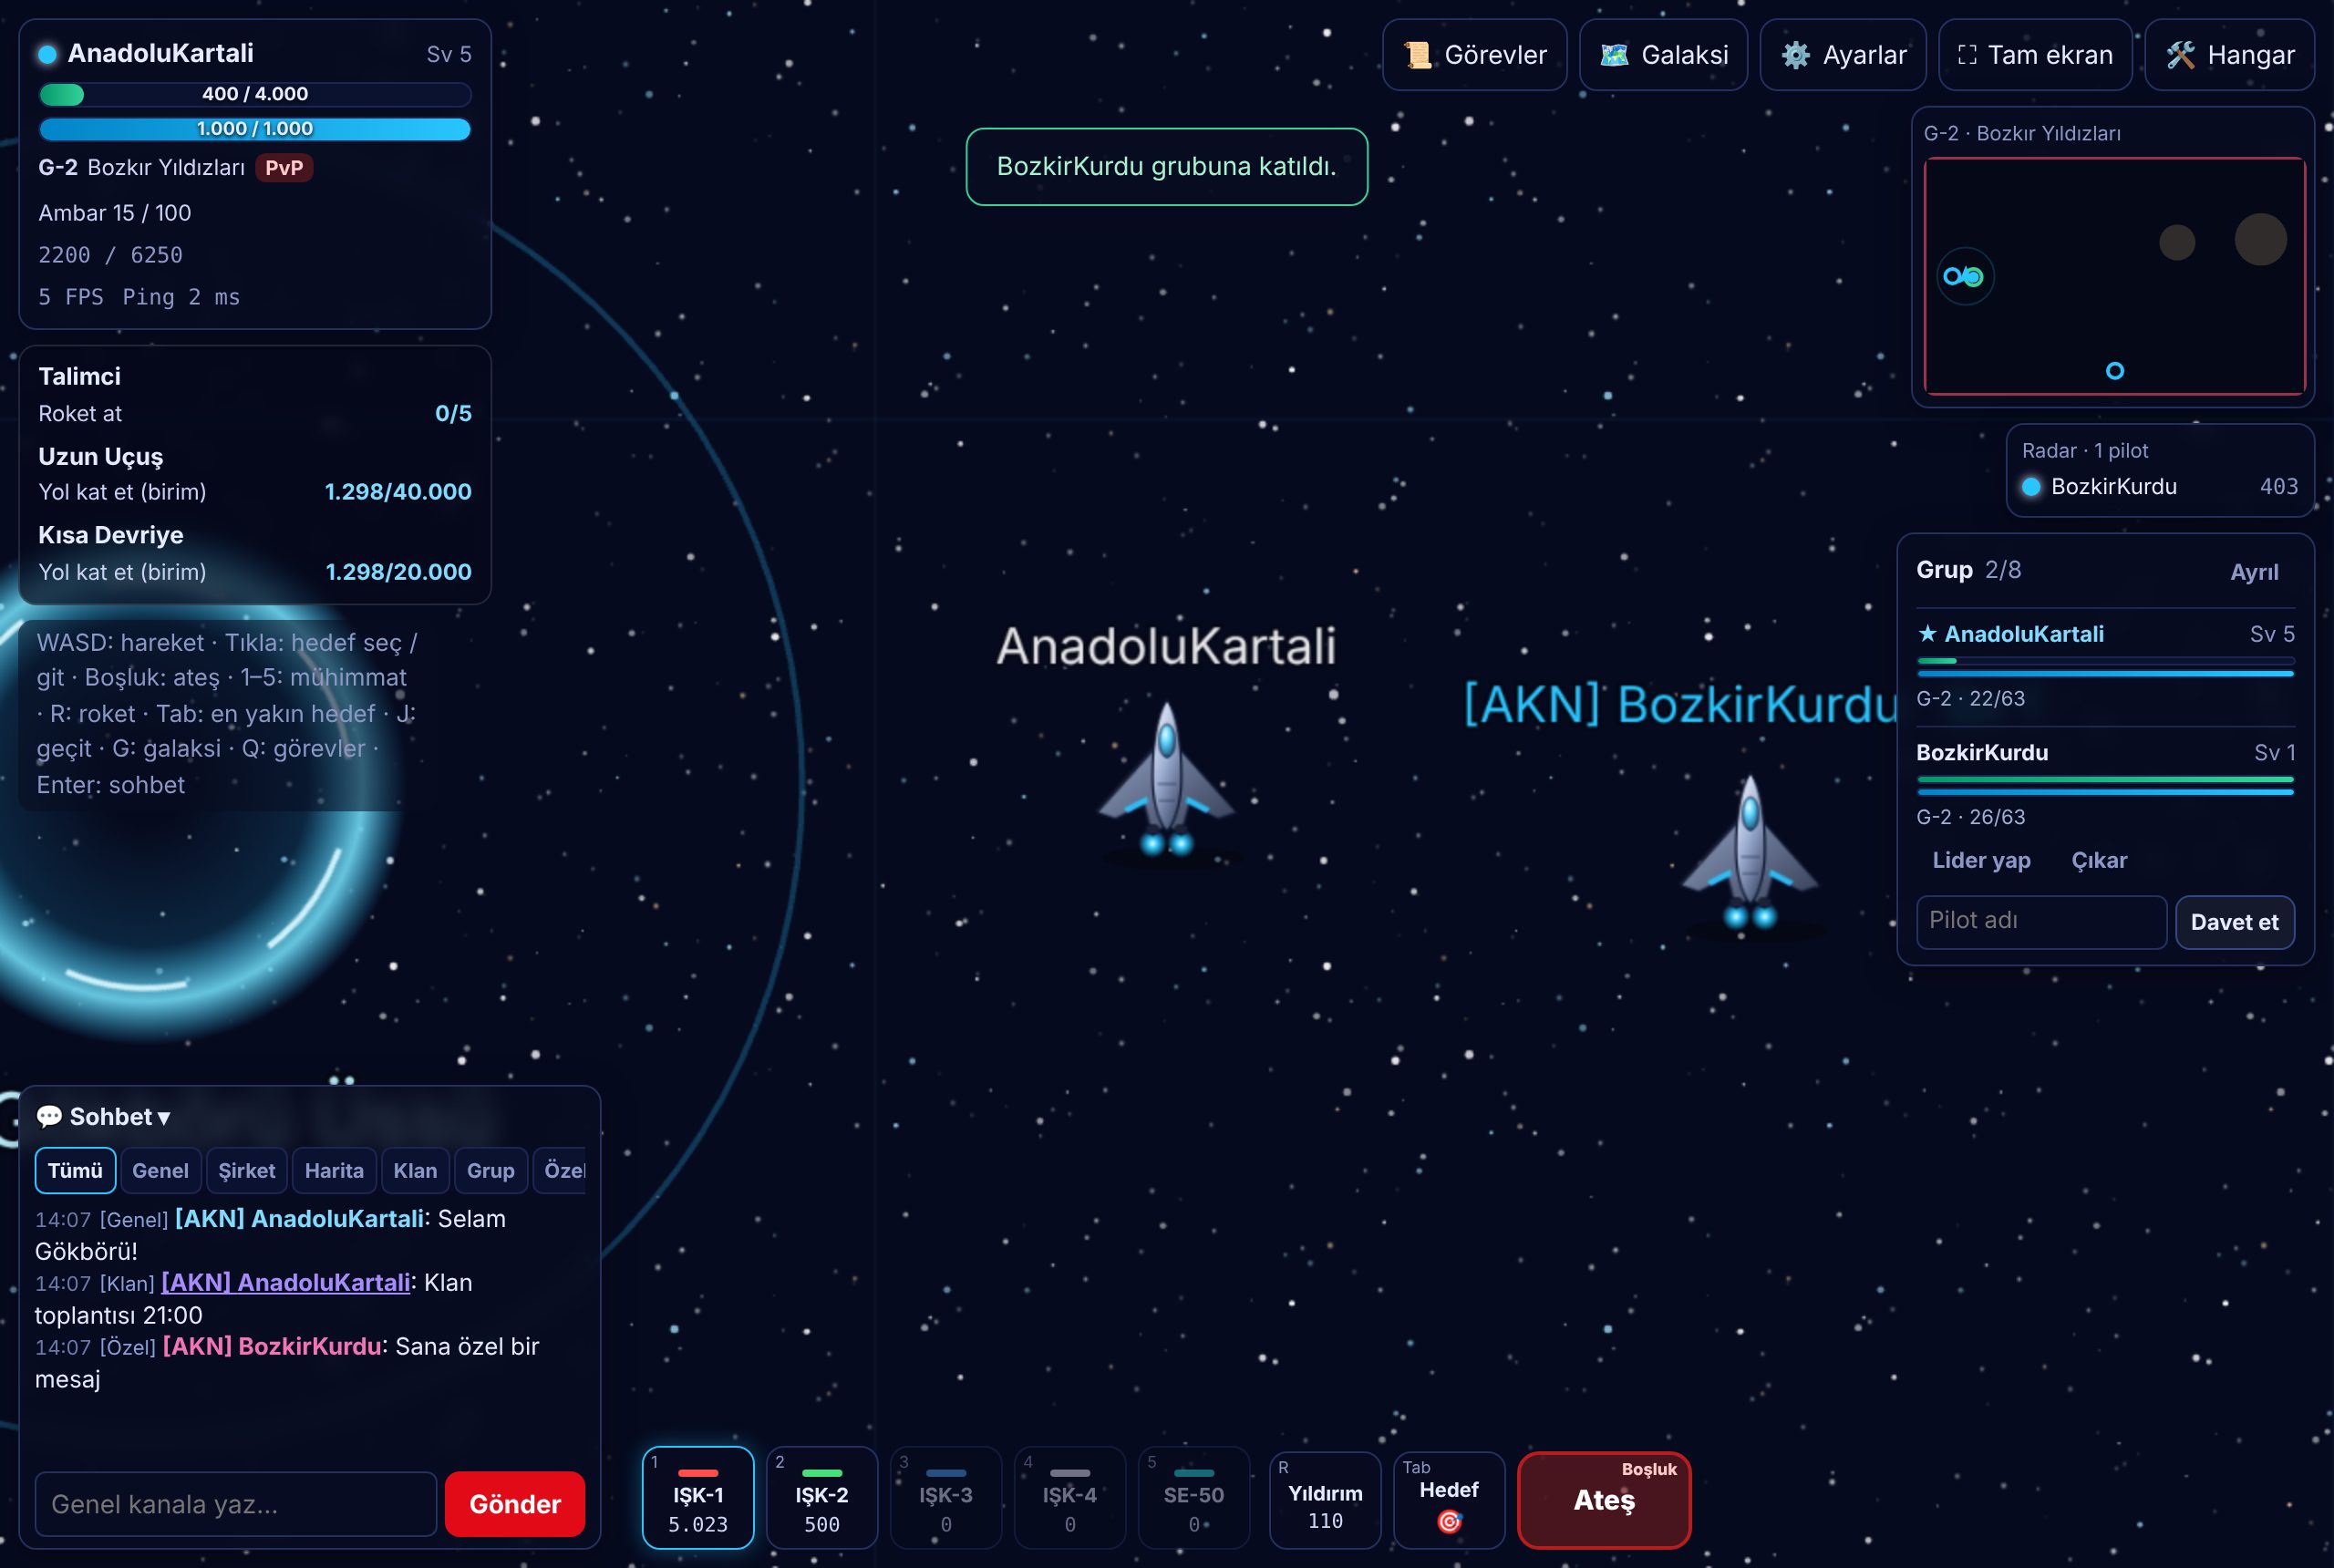 AnadoluKartali Sv 5
400 / 4.000
1.000 / 1.000
G-2 Bozkır Yıldızları PvP
Ambar 15 / 100
2200 / 6250
5 FPS Ping 2 ms
Talimci
Roket at 0/5
Uzun Uçuş
Yol kat et (birim) 1.298/40.000
Kısa Devriye
Yol kat et (birim) 1.298/20.000
WASD: hareket · Tıkla: hedef seç /
git · Boşluk: ateş · 1–5: mühimmat
· R: roket · Tab: en yakın hedef · J:
geçit · G: galaksi · Q: görevler ·
Enter: sohbet
Görevler
Galaksi
Ayarlar
Tam ekran
Hangar
BozkirKurdu grubuna katıldı.
G-2 · Bozkır Yıldızları
Radar · 1 pilot
BozkirKurdu 403
Grup 2/8 Ayrıl
★ AnadoluKartali Sv 5
G-2 · 22/63
BozkirKurdu Sv 1
G-2 · 26/63
Lider yap Çıkar
Pilot adı Davet et
AnadoluKartali
[AKN] BozkirKurdu
Sohbet ▾
Tümü Genel Şirket Harita Klan Grup Özel
14:07 [Genel] [AKN] AnadoluKartali: Selam
Gökbörü!
14:07 [Klan] [AKN] AnadoluKartali: Klan
toplantısı 21:00
14:07 [Özel] [AKN] BozkirKurdu: Sana özel bir
mesaj
Genel kanala yaz... Gönder
1 IŞK-1 5.023
2 IŞK-2 500
3 IŞK-3 0
4 IŞK-4 0
5 SE-50 0
R Yıldırım 110
Tab Hedef
Boşluk Ateş